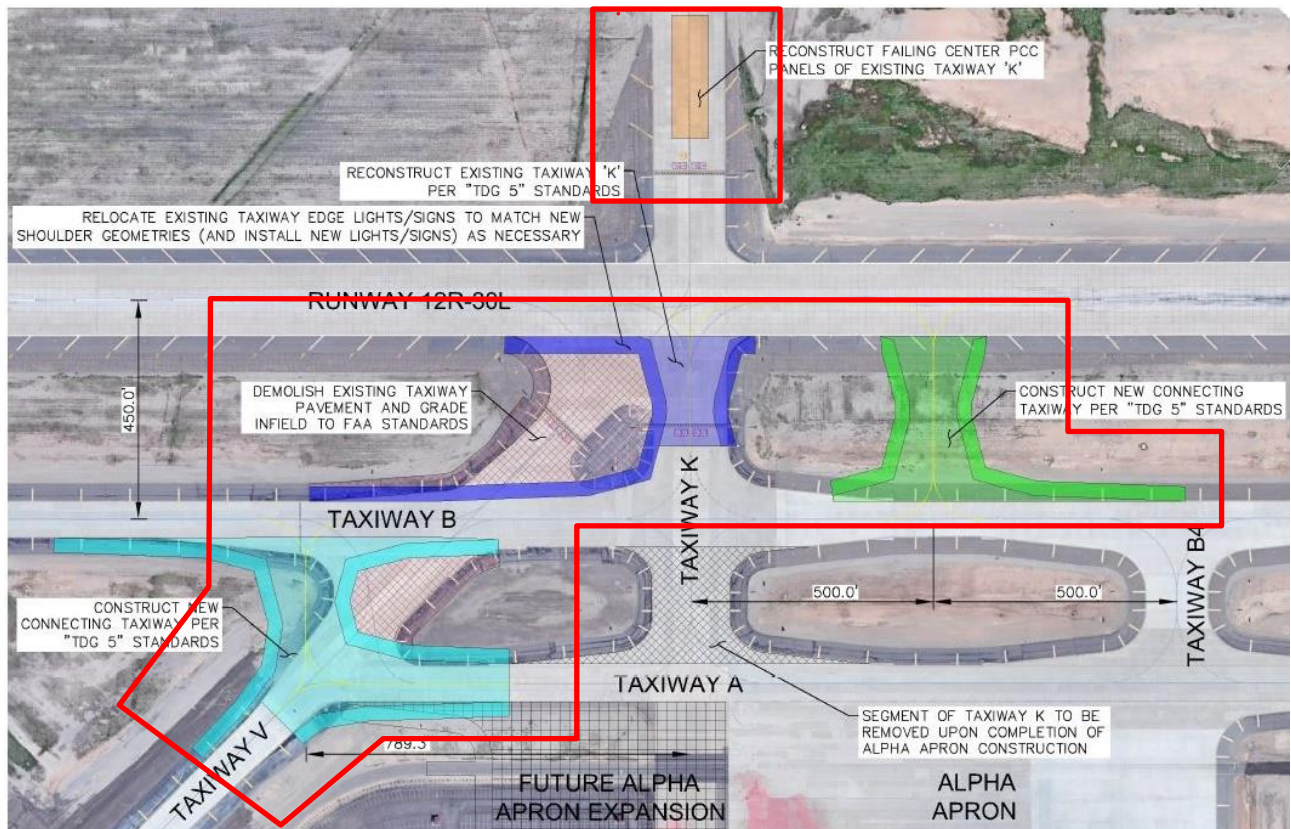 RECONSTRUCT FAILING CENTER PCC
PANELS OF EXISTING TAXIWAY 'K'
RECONSTRUCT EXISTING TAXIWAY 'K'
PER "TDG 5" STANDARDS
RELOCATE EXISTING TAXIWAY EDGE LIGHTS/SIGNS TO MATCH NEW
SHOULDER GEOMETRIES (AND INSTALL NEW LIGHTS/SIGNS) AS NECESSARY
RUNWAY 12R-30L
450.0'
DEMOLISH EXISTING TAXIWAY
PAVEMENT AND GRADE
INFIELD TO FAA STANDARDS
CONSTRUCT NEW CONNECTING
TAXIWAY PER "TDG 5" STANDARDS
TAXIWAY B
TAXIWAY K
TAXIWAY B4
CONSTRUCT NEW
CONNECTING TAXIWAY PER
"TDG 5" STANDARDS
500.0'
500.0'
TAXIWAY A
SEGMENT OF TAXIWAY K TO BE
REMOVED UPON COMPLETION OF
ALPHA APRON CONSTRUCTION
TAXIWAY V
789.3'
FUTURE ALPHA
APRON EXPANSION
ALPHA
APRON